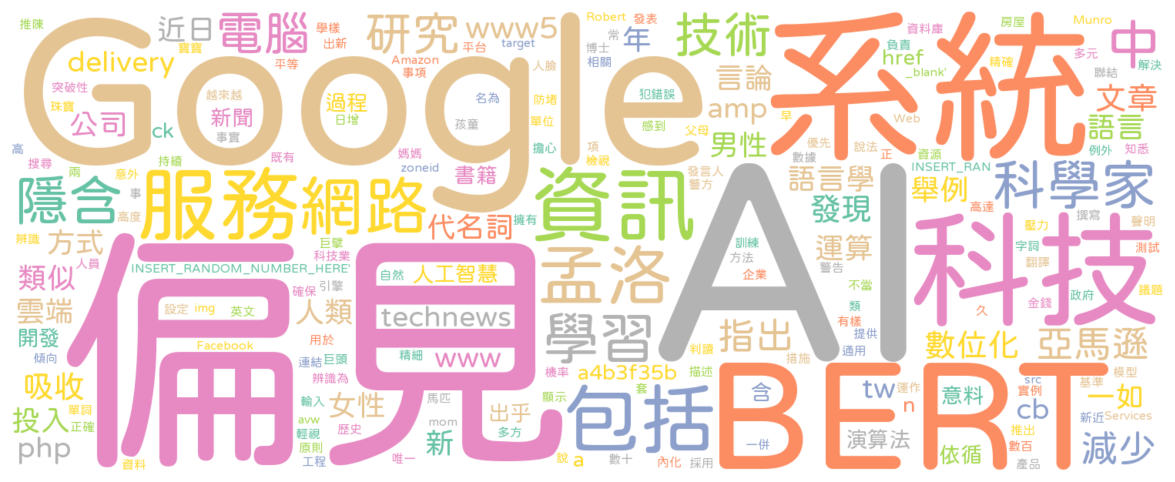 Google
系統
AI
偏見
BERT
科技
資訊
服務
網路
包括
科學家
孟洛
學習
研究
技術
電腦
隱含
中
亞馬遜
減少
指出
數位化
www
technews
www5
delivery
近日
年
言論
amp
href
文章
語言
男性
公司
ck
新聞
過程
書籍
代名詞
語言學
發現
舉例
運算
方式
類似
雲端
開發
吸收
投入
php
人類
人工智慧
女性
出乎
新
a4b3f35b
a
tw
n
含
演算法
意料
依循
cb
一如
推陳
寶寶
學樣
出新
平等
突破性
珠寶
越來越
事實
日增
平台
Amazon
事項
target
Robert
常
發表
博士
相關
人臉
名為
防堵
單位
犯錯誤
感到
擔心
孩童
父母
項
檢視
媽媽
zoneid
既有
持續
搜尋
高
兩
意外
事
高度
辨識
人員
擁有
巨擘
科技業
INSERT_RANDOM_NUMBER_HERE'
引擎
確保
自然
設定
img
英文
Facebook
用於
連結
巨頭
辨識為
傾向
單詞
正確
資料
輸入
avw
輕視
原則
工程
歷史
精細
馬匹
mom
唯一
多方
機率
顯示
說
套
數十
內化
描述
採用
判讀
措施
一併
訓練
方法
企業
警告
不當
類
有樣
提供
通用
運作
發言人
警方
數據
優先
說法
早
Web
正
資源
INSERT_RAN
高達
負責
資料庫
_blank'
房屋
精確
聯結
Munro
多元
解決
例外
知悉
撰寫
壓力
聲明
字詞
翻譯
測試
議題
久
金錢
政府
模型
基準
src
實例
新近
Services
推出
數百
產品